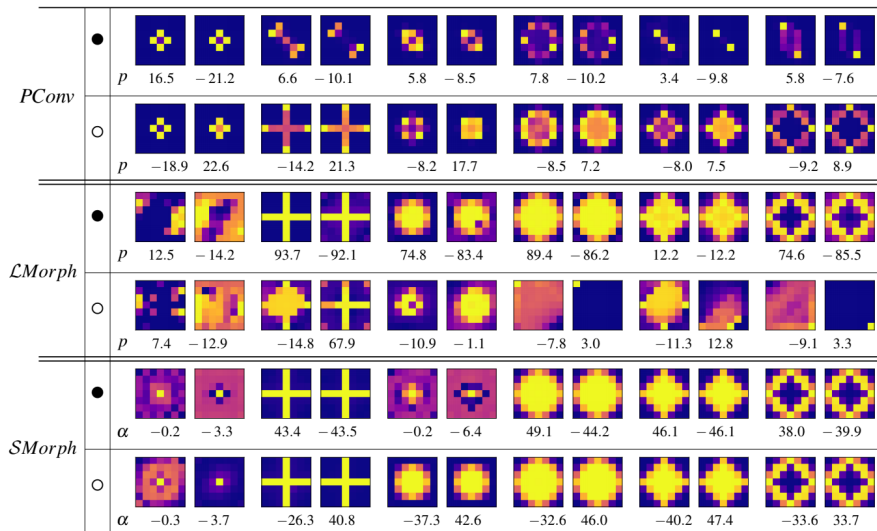 ●
p 16.5 −21.2 6.6 −10.1 5.8 −8.5 7.8 −10.2 3.4 −9.8 5.8 −7.6
PConv
○
p −18.9 22.6 −14.2 21.3 −8.2 17.7 −8.5 7.2 −8.0 7.5 −9.2 8.9
●
p 12.5 −14.2 93.7 −92.1 74.8 −83.4 89.4 −86.2 12.2 −12.2 74.6 −85.5
ℒMorph
○
p 7.4 −12.9 −14.8 67.9 −10.9 −1.1 −7.8 3.0 −11.3 12.8 −9.1 3.3
●
α −0.2 −3.3 43.4 −43.5 −0.2 −6.4 49.1 −44.2 46.1 −46.1 38.0 −39.9
𝒮Morph
○
α −0.3 −3.7 −26.3 40.8 −37.3 42.6 −32.6 46.0 −40.2 47.4 −33.6 33.7